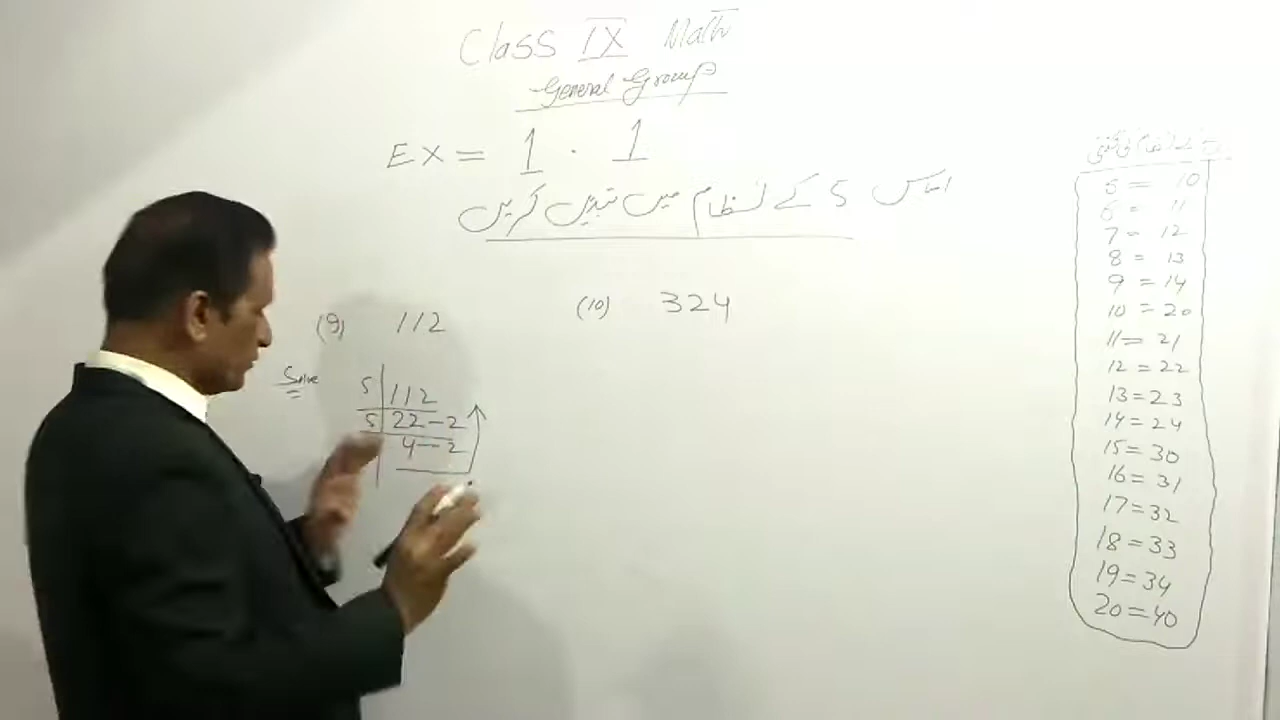 Class IX Math
General Group
EX = 1 . 1
اساس 5 کے نظام میں تبدیل کریں
(9) 112
(10) 324
Solve
5 112
5 22 - 2
4 - 2
5 = 10
6 = 11
7 = 12
8 = 13
9 = 14
10 = 20
11 = 21
12 = 22
13 = 23
14 = 24
15 = 30
16 = 31
17 = 32
18 = 33
19 = 34
20 = 40